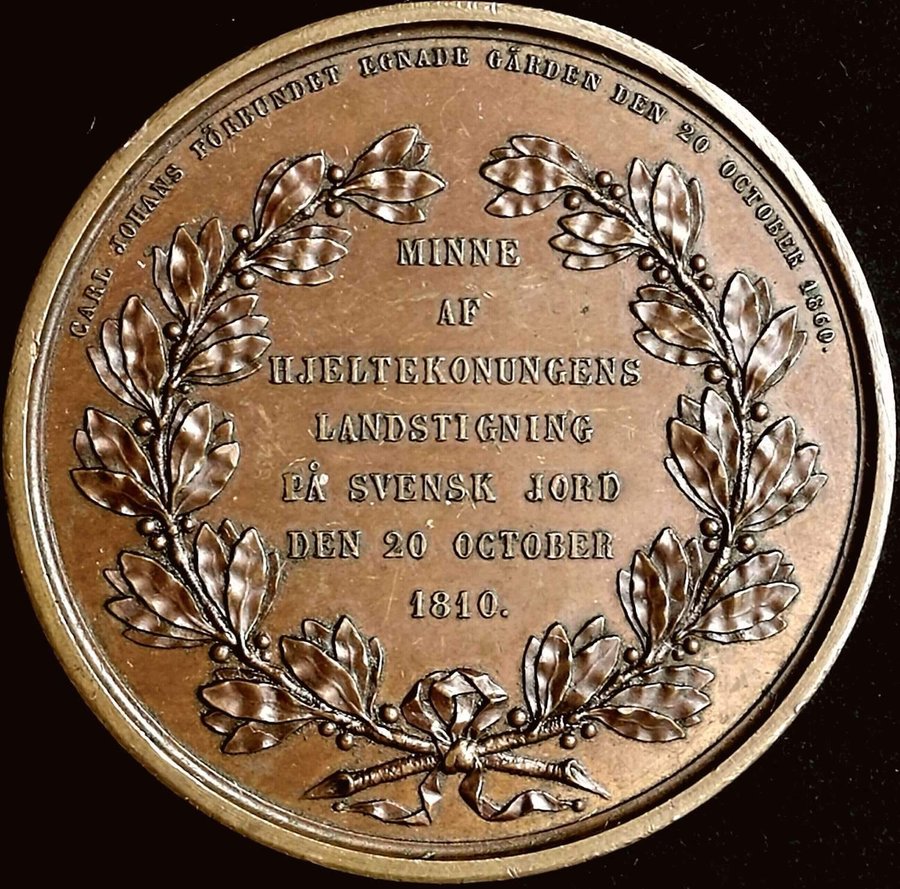 CARL JOHANS FÖRBUNDET EGNADE GÄRDEN DEN 20 OCTOBER 1860.
MINNE
AF
HJELTEKONUNGENS
LANDSTIGNING
PÅ SVENSK JORD
DEN 20 OCTOBER
1810.